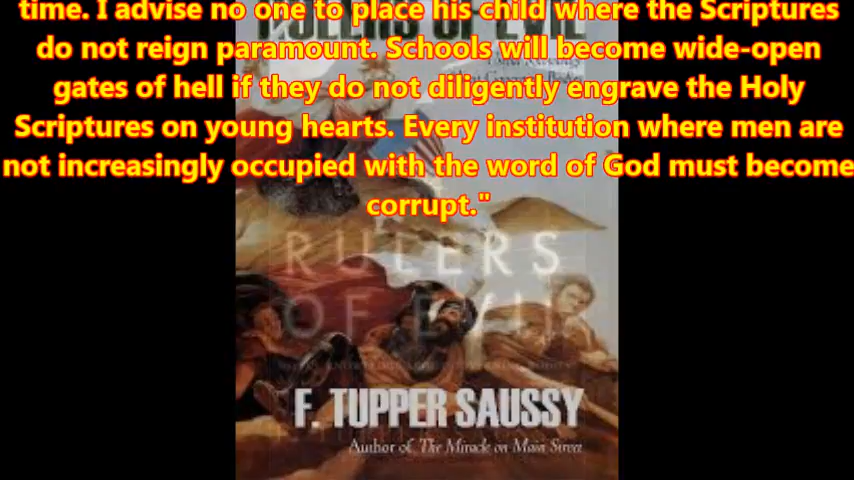 time. I advise no one to place his child where the Scriptures
RULERS OF EVIL
do not reign paramount. Schools will become wide-open
gates of hell if they do not diligently engrave the Holy
Scriptures on young hearts. Every institution where men are
not increasingly occupied with the word of God must become
corrupt."
RULERS
OF EVIL
F. TUPPER SAUSSY
Author of The Miracle on Main Street